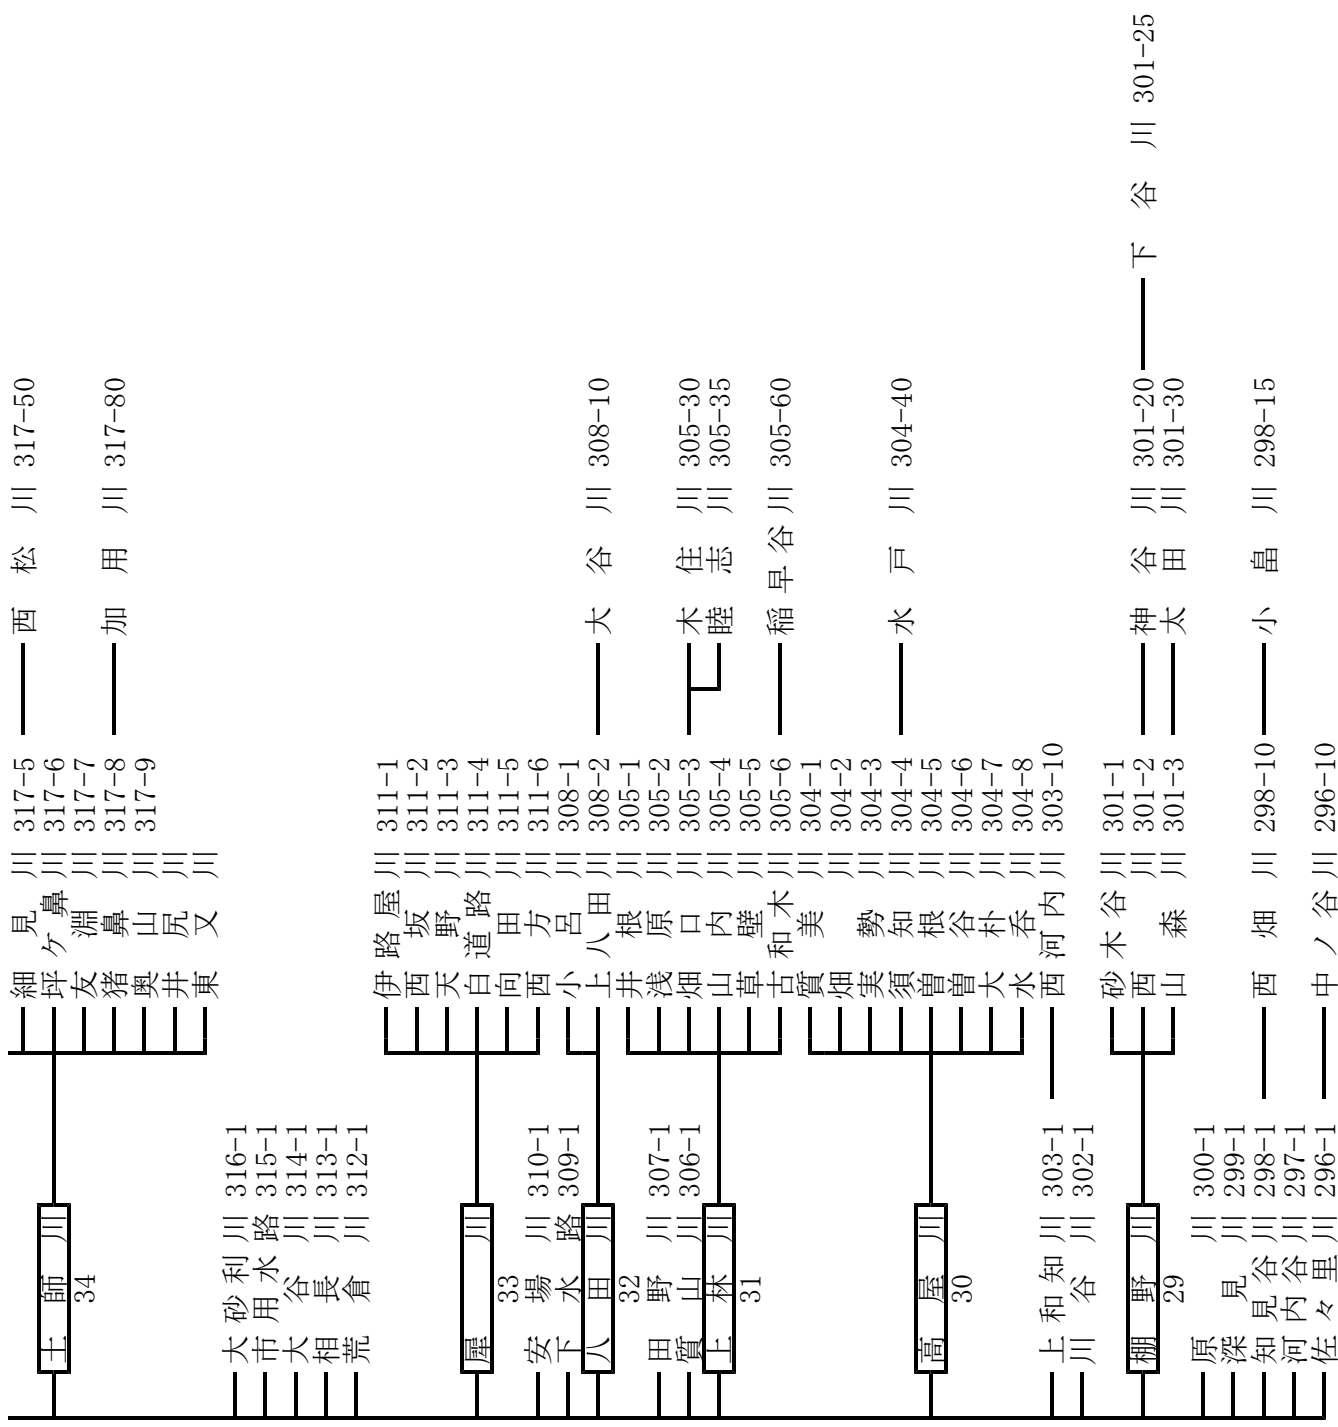 細見川 317-5 西松川 317-50
土師川 坪ケ鼻川 317-6
34 友淵川 317-7
猪鼻川 317-8 加用川 317-80
奥山川 317-9
井尻川
東又川
大砂利川 316-1
市用水路 315-1
大谷川 314-1
相長川 313-1
荒倉川 312-1
伊路屋川 311-1
西坂川 311-2
天野川 311-3
犀川 白道路川 311-4
33 向田川 311-5
安場川 310-1 西方川 311-6
下水路 309-1 小呂川 308-1
八田川 上八田川 308-2 大谷川 308-10
32 井根川 305-1
田野川 307-1 浅原川 305-2
質山川 306-1 畑口川 305-3 木住川 305-30
上林川 山内川 305-4 睦志川 305-35
31 草壁川 305-5
古和木川 305-6 稲早谷川 305-60
質美川 304-1
畑川 304-2
実勢川 304-3
須知川 304-4 水戸川 304-40
高屋川 曽根川 304-5
30 曽谷川 304-6
大朴川 304-7
水呑川 304-8
上和知川 303-1 西河内川 303-10
川谷川 302-1
砂木谷川 301-1
棚野川 西川 301-2 神谷川 301-20 下谷川 301-25
29 山森川 301-3 太田川 301-30
原川 300-1
深見川 299-1
知見谷川 298-1 西畑川 298-10 小畠川 298-15
河内谷川 297-1
佐々里川 296-1 中ノ谷川 296-10